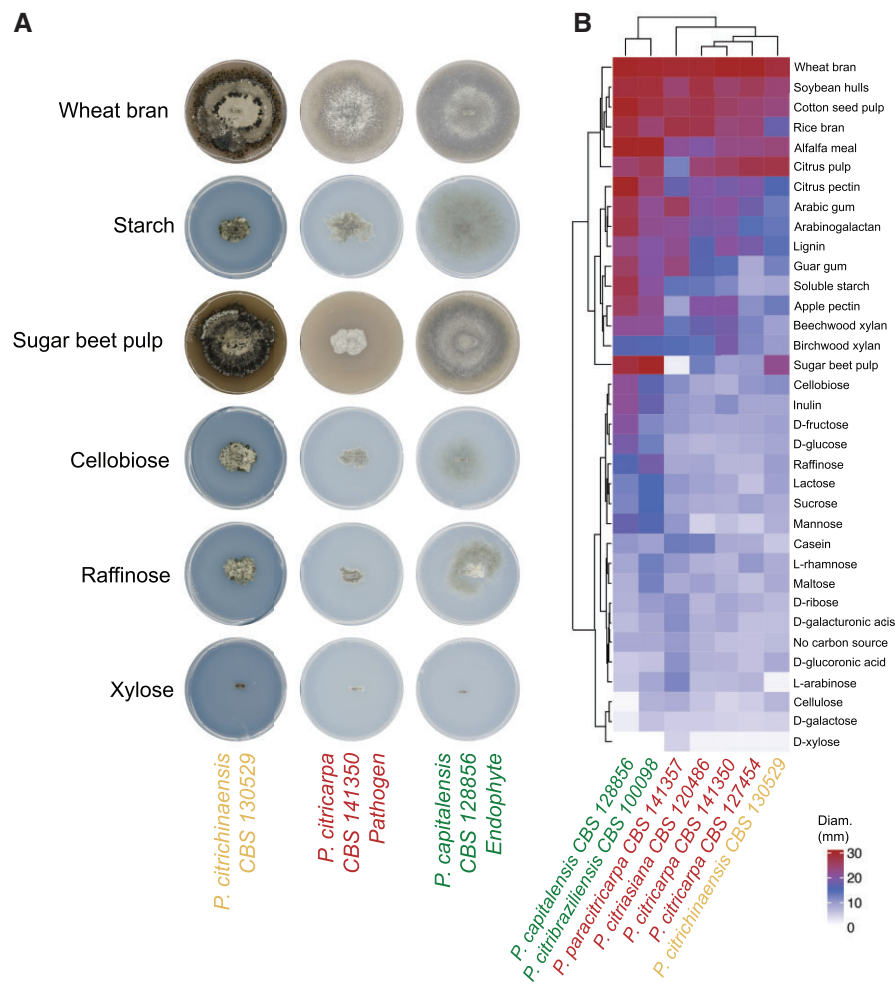 A
Wheat bran
Starch
Sugar beet pulp
Cellobiose
Raffinose
Xylose
P. citrichinaensis
CBS 130529
P. citricarpa
CBS 141350
Pathogen
P. capitalensis
CBS 128856
Endophyte
B
Wheat bran
Soybean hulls
Cotton seed pulp
Rice bran
Alfalfa meal
Citrus pulp
Citrus pectin
Arabic gum
Arabinogalactan
Lignin
Guar gum
Soluble starch
Apple pectin
Beechwood xylan
Birchwood xylan
Sugar beet pulp
Cellobiose
Inulin
D-fructose
D-glucose
Raffinose
Lactose
Sucrose
Mannose
Casein
L-rhamnose
Maltose
D-ribose
D-galacturonic acis
No carbon source
D-glucoronic acid
L-arabinose
Cellulose
D-galactose
D-xylose
P. capitalensis CBS 128856
P. citribraziliensis CBS 100098
P. paracitricarpa CBS 141357
P. citriasiana CBS 120486
P. citricarpa CBS 141350
P. citricarpa CBS 127454
P. citrichinaensis CBS 130529
Diam.
(mm)
30
20
10
0